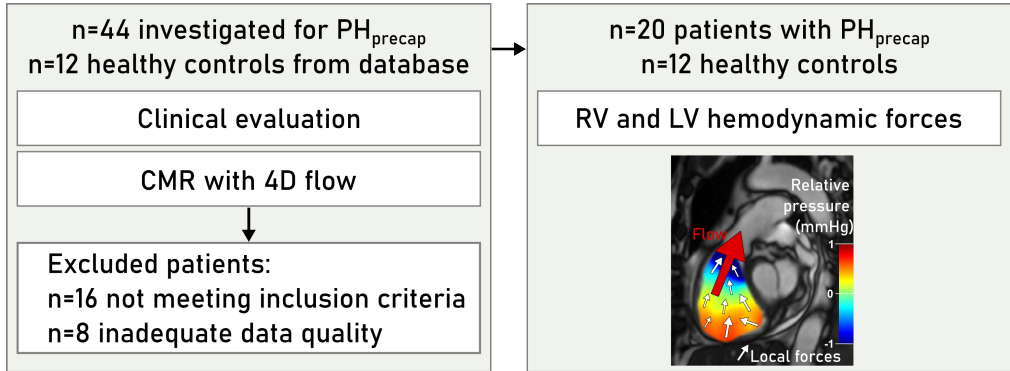 n=44 investigated for PHprecap
n=12 healthy controls from database
Clinical evaluation
CMR with 4D flow
Excluded patients:
n=16 not meeting inclusion criteria
n=8 inadequate data quality
n=20 patients with PHprecap
n=12 healthy controls
RV and LV hemodynamic forces
Relative
pressure
(mmHg)
Flow
1
0
-1
Local forces